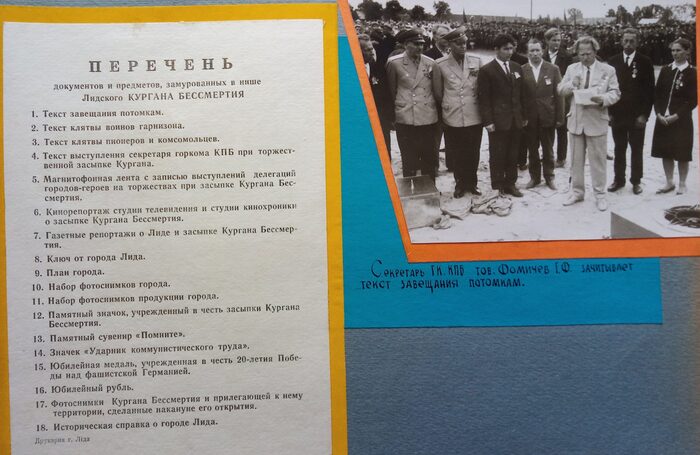 ПЕРЕЧЕНЬ
документов и предметов, замурованных в нише
Лидского КУРГАНА БЕССМЕРТИЯ
1. Текст завещания потомкам.
2. Текст клятвы воинов гарнизона.
3. Текст клятвы пионеров и комсомольцев.
4. Текст выступления секретаря горкома КПБ при торжест-
венной засыпке Кургана.
5. Магнитофонная лента с записью выступлений делегаций
городов-героев на торжествах при засыпке Кургана Бес-
смертия.
6. Кинорепортаж студии телевидения и студии кинохроники
о засыпке Кургана Бессмертия.
7. Газетные репортажи о Лиде и засыпке Кургана Бессмер-
тия.
8. Ключ от города Лида.
9. План города.
10. Набор фотоснимков города.
11. Набор фотоснимков продукции города.
12. Памятный значок, учрежденный в честь засыпки Кургана
Бессмертия.
13. Памятный сувенир «Помните».
14. Значек «Ударник коммунистического труда».
15. Юбилейная медаль, учрежденная в честь 20-летия Побе-
ды над фашистской Германией.
16. Юбилейный рубль.
17. Фотоснимки Кургана Бессмертия и прилегающей к нему
территории, сделанные накануне его открытия.
18. Историческая справка о городе Лида.
Друкарня г. Ліда
Секретарь ГК КПБ тов. Фомичев Г.Ф. зачитывает
текст завещания потомкам.